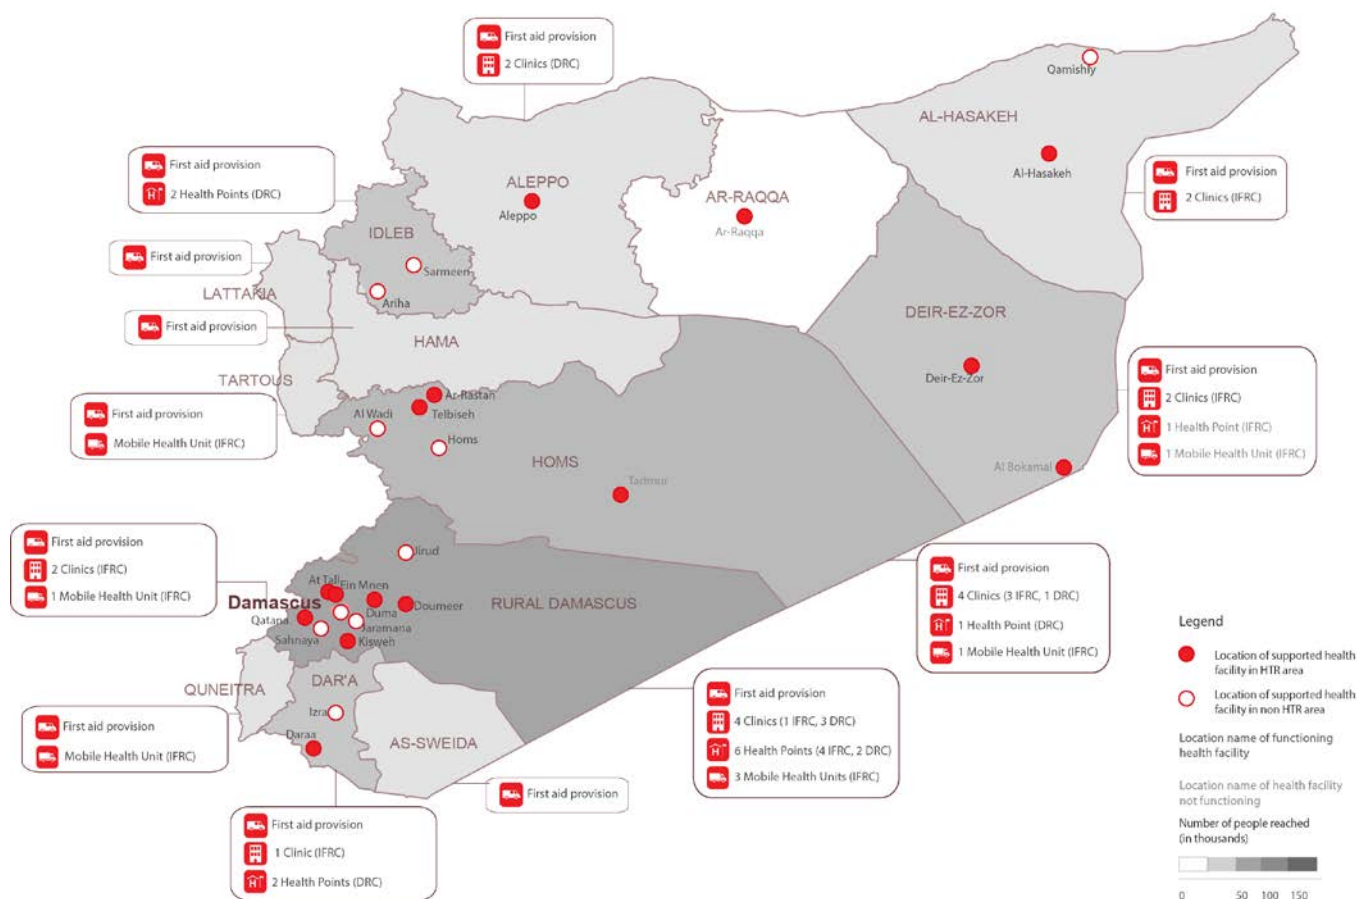 First aid provision
2 Clinics (DRC)
Qamishly
AL-HASAKEH
Al-Hasakeh
First aid provision
2 Clinics (IFRC)
First aid provision
2 Health Points (DRC)
ALEPPO
Aleppo
AR-RAQQA
Ar-Raqqa
IDLEB
Sarmeen
Ariha
First aid provision
LATTAKIA
First aid provision
HAMA
TARTOUS
DEIR-EZ-ZOR
Deir-Ez-Zor
Al Bokamal
First aid provision
2 Clinics (IFRC)
1 Health Point (IFRC)
1 Mobile Health Unit (IFRC)
First aid provision
Mobile Health Unit (IFRC)
Ar-Rastan
Telbiseh
Al Wadi
Homs
HOMS
Tadmur
First aid provision
2 Clinics (IFRC)
1 Mobile Health Unit (IFRC)
Jirud
At Tall
Ein Mnen
Damascus
Duma
Doumeer
Qatana
Jaramana
Sahnaya
Kisweh
RURAL DAMASCUS
First aid provision
4 Clinics (3 IFRC, 1 DRC)
1 Health Point (DRC)
1 Mobile Health Unit (IFRC)
QUNEITRA
DAR'A
Izra
Daraa
AS-SWEIDA
First aid provision
Mobile Health Unit (IFRC)
First aid provision
4 Clinics (1 IFRC, 3 DRC)
6 Health Points (4 IFRC, 2 DRC)
3 Mobile Health Units (IFRC)
First aid provision
First aid provision
1 Clinic (IFRC)
2 Health Points (DRC)
Legend
Location of supported health
facility in HTR area
Location of supported health
facility in non HTR area
Location name of functioning
health facility
Location name of health facility
not functioning
Number of people reached
(in thousands)
0 50 100 150